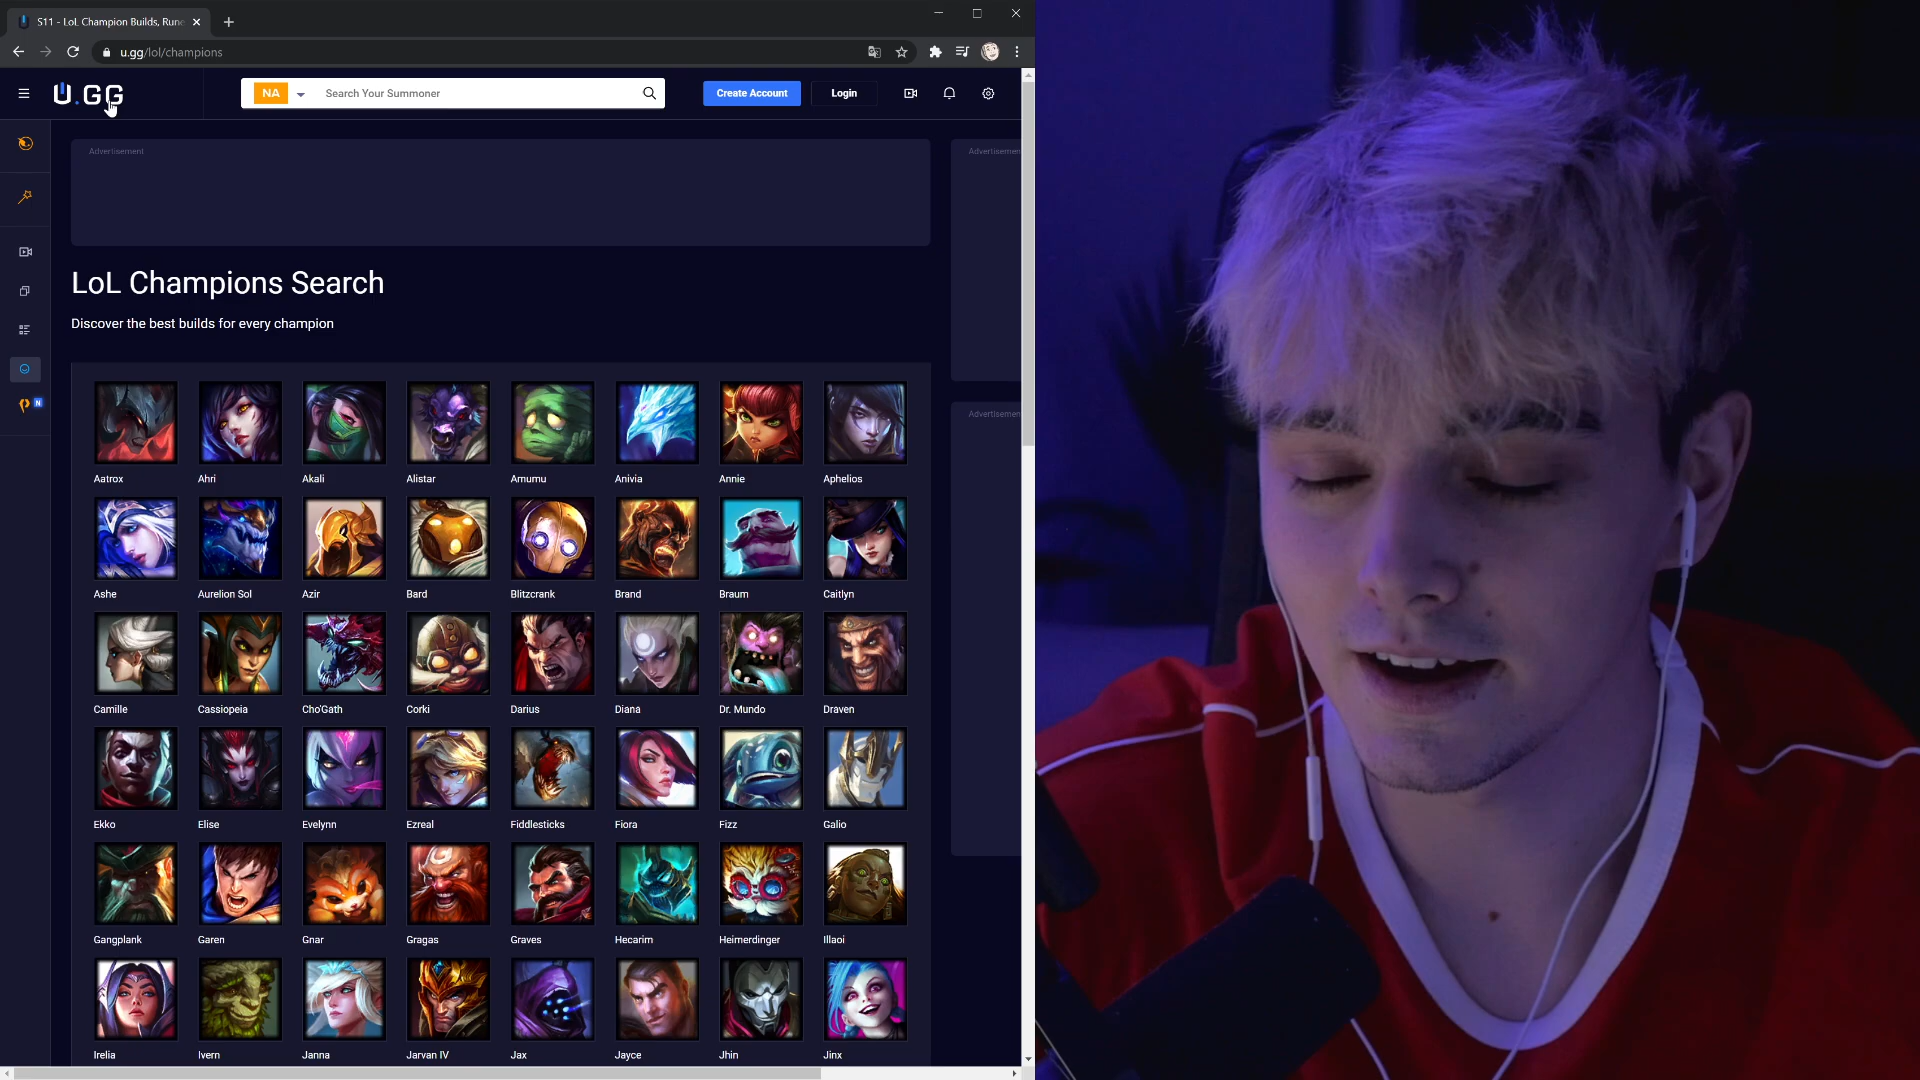 S11 - LoL Champion Builds, Rune
u.gg/lol/champions
U.GG
NA
Search Your Summoner
Create Account
Login
Advertisement
Advertisemen
LoL Champions Search
Discover the best builds for every champion
N
Advertisemen
Aatrox Ahri Akali Alistar Amumu Anivia Annie Aphelios
Ashe Aurelion Sol Azir Bard Blitzcrank Brand Braum Caitlyn
Camille Cassiopeia Cho'Gath Corki Darius Diana Dr. Mundo Draven
Ekko Elise Evelynn Ezreal Fiddlesticks Fiora Fizz Galio
Gangplank Garen Gnar Gragas Graves Hecarim Heimerdinger Illaoi
Irelia Ivern Janna Jarvan IV Jax Jayce Jhin Jinx